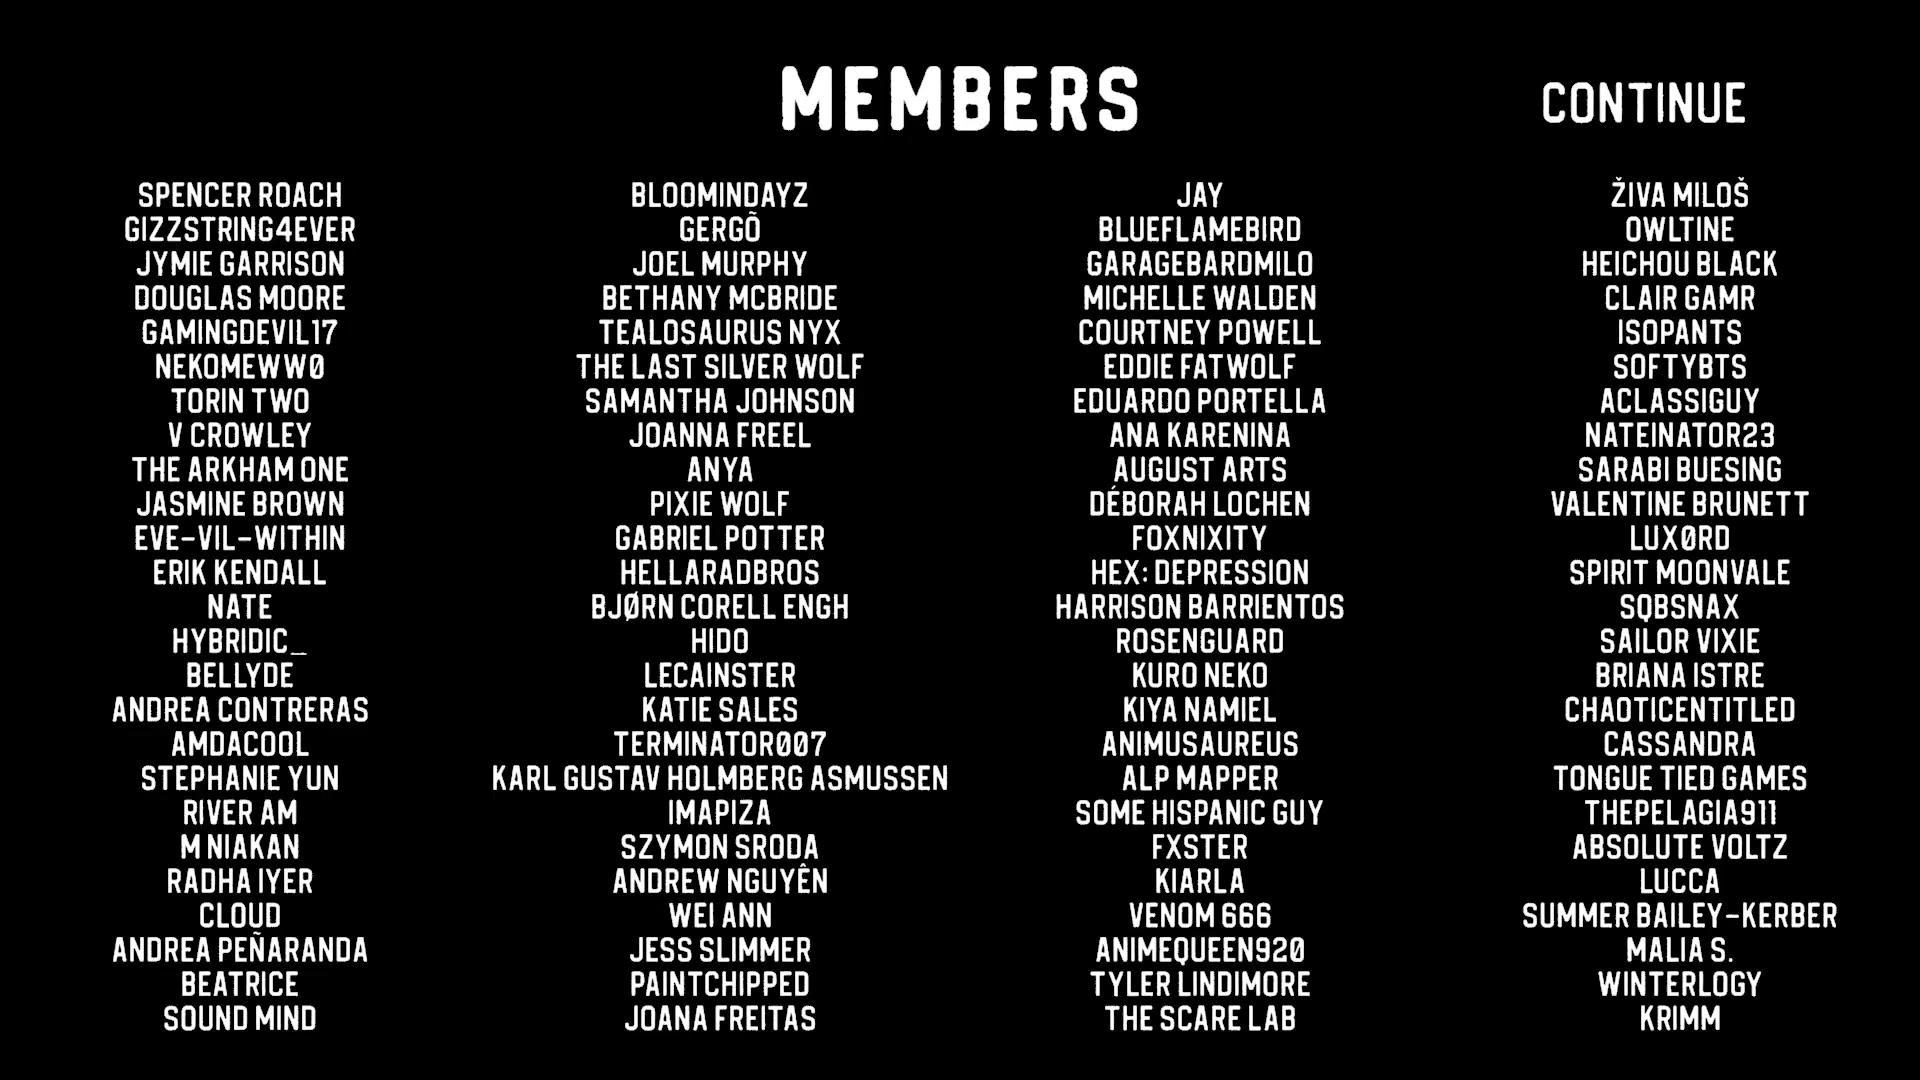 MEMBERS
CONTINUE
SPENCER ROACH
GIZZSTRING4EVER
JYMIE GARRISON
DOUGLAS MOORE
GAMINGDEVIL17
NEKOMEWW0
TORIN TWO
V CROWLEY
THE ARKHAM ONE
JASMINE BROWN
EVE-VIL-WITHIN
ERIK KENDALL
NATE
HYBRIDIC_
BELLYDE
ANDREA CONTRERAS
AMDACOOL
STEPHANIE YUN
RIVER AM
M NIAKAN
RADHA IYER
CLOUD
ANDREA PEÑARANDA
BEATRICE
SOUND MIND
BLOOMINDAYZ
GERGÕ
JOEL MURPHY
BETHANY MCBRIDE
TEALOSAURUS NYX
THE LAST SILVER WOLF
SAMANTHA JOHNSON
JOANNA FREEL
ANYA
PIXIE WOLF
GABRIEL POTTER
HELLARADBROS
BJØRN CORELL ENGH
HIDO
LECAINSTER
KATIE SALES
TERMINATOR007
KARL GUSTAV HOLMBERG ASMUSSEN
IMAPIZA
SZYMON SRODA
ANDREW NGUYÊN
WEI ANN
JESS SLIMMER
PAINTCHIPPED
JOANA FREITAS
JAY
BLUEFLAMEBIRD
GARAGEBARDMILO
MICHELLE WALDEN
COURTNEY POWELL
EDDIE FATWOLF
EDUARDO PORTELLA
ANA KARENINA
AUGUST ARTS
DÉBORAH LOCHEN
FOXNIXITY
HEX: DEPRESSION
HARRISON BARRIENTOS
ROSENGUARD
KURO NEKO
KIYA NAMIEL
ANIMUSAUREUS
ALP MAPPER
SOME HISPANIC GUY
FXSTER
KIARLA
VENOM 666
ANIMEQUEEN920
TYLER LINDIMORE
THE SCARE LAB
ŽIVA MILOŠ
OWLTINE
HEICHOU BLACK
CLAIR GAMR
ISOPANTS
SOFTYBTS
ACLASSIGUY
NATEINATOR23
SARABI BUESING
VALENTINE BRUNETT
LUX0RD
SPIRIT MOONVALE
SQBSNAX
SAILOR VIXIE
BRIANA ISTRE
CHAOTICENTITLED
CASSANDRA
TONGUE TIED GAMES
THEPELAGIA911
ABSOLUTE VOLTZ
LUCCA
SUMMER BAILEY-KERBER
MALIA S.
WINTERLOGY
KRIMM